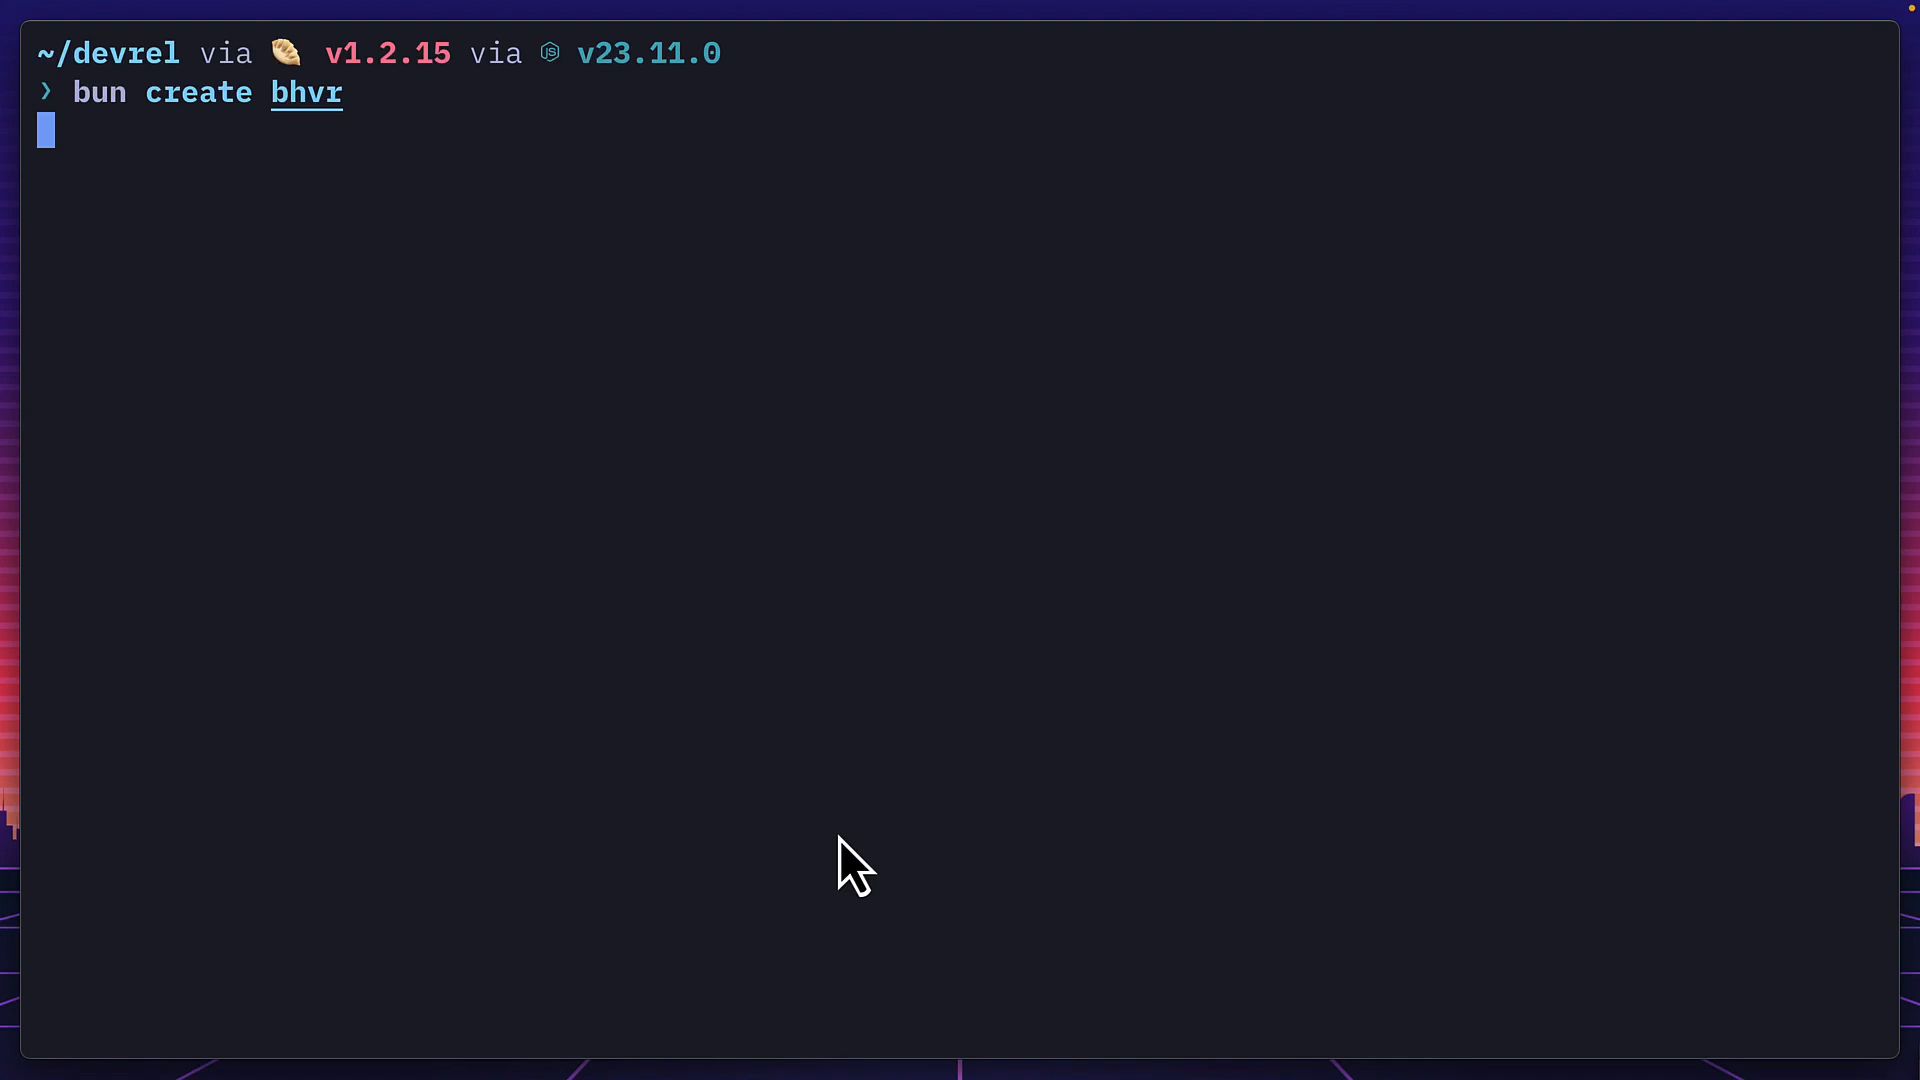 ~/devrel via 🥟 v1.2.15 via v23.11.0
❯ bun create bhvr